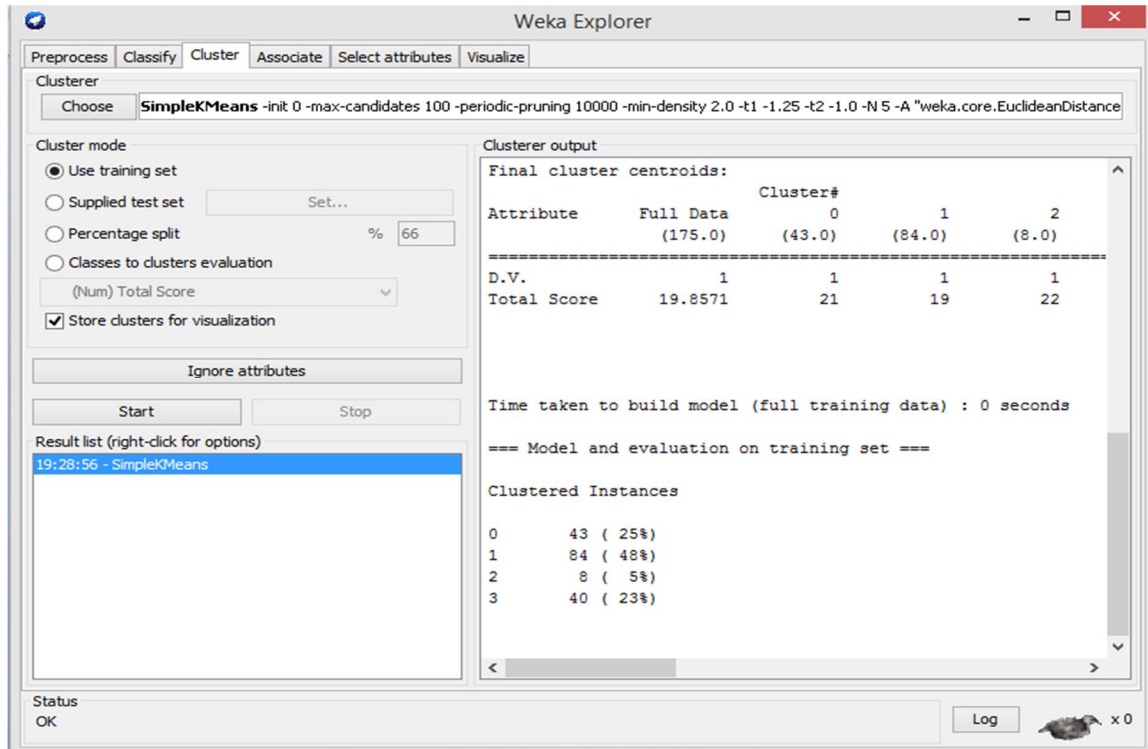 Weka Explorer
Preprocess Classify Cluster Associate Select attributes Visualize
Clusterer
Choose SimpleKMeans -init 0 -max-candidates 100 -periodic-pruning 10000 -min-density 2.0 -t1 -1.25 -t2 -1.0 -N 5 -A "weka.core.EuclideanDistance
Cluster mode
Use training set
Supplied test set Set...
Percentage split % 66
Classes to clusters evaluation
(Num) Total Score
Store clusters for visualization
Ignore attributes
Start Stop
Result list (right-click for options)
19:28:56 - SimpleKMeans
Clusterer output
Final cluster centroids:
Cluster#
Attribute Full Data 0 1 2
(175.0) (43.0) (84.0) (8.0)
==================================================================
D.V. 1 1 1 1
Total Score 19.8571 21 19 22
Time taken to build model (full training data) : 0 seconds
=== Model and evaluation on training set ===
Clustered Instances
0 43 ( 25%)
1 84 ( 48%)
2 8 ( 5%)
3 40 ( 23%)
Status
OK
Log x 0